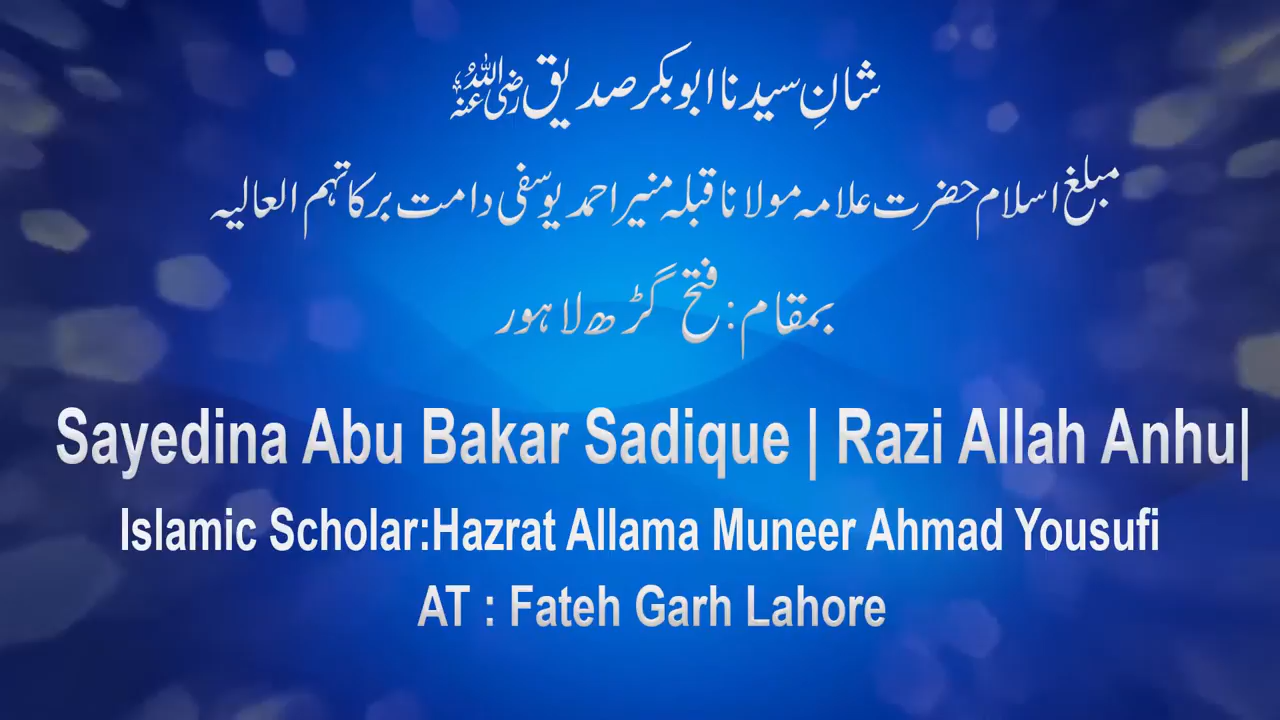 شانِ سیدنا ابوبکر صدیق رضی اللہ عنہ
مبلغ اسلام حضرت علامہ مولانا قبلہ منیر احمد یوسفی دامت برکاتہم العالیہ
بمقام: فتح گڑھ لاہور
Sayedina Abu Bakar Sadique | Razi Allah Anhu|
Islamic Scholar:Hazrat Allama Muneer Ahmad Yousufi
AT : Fateh Garh Lahore